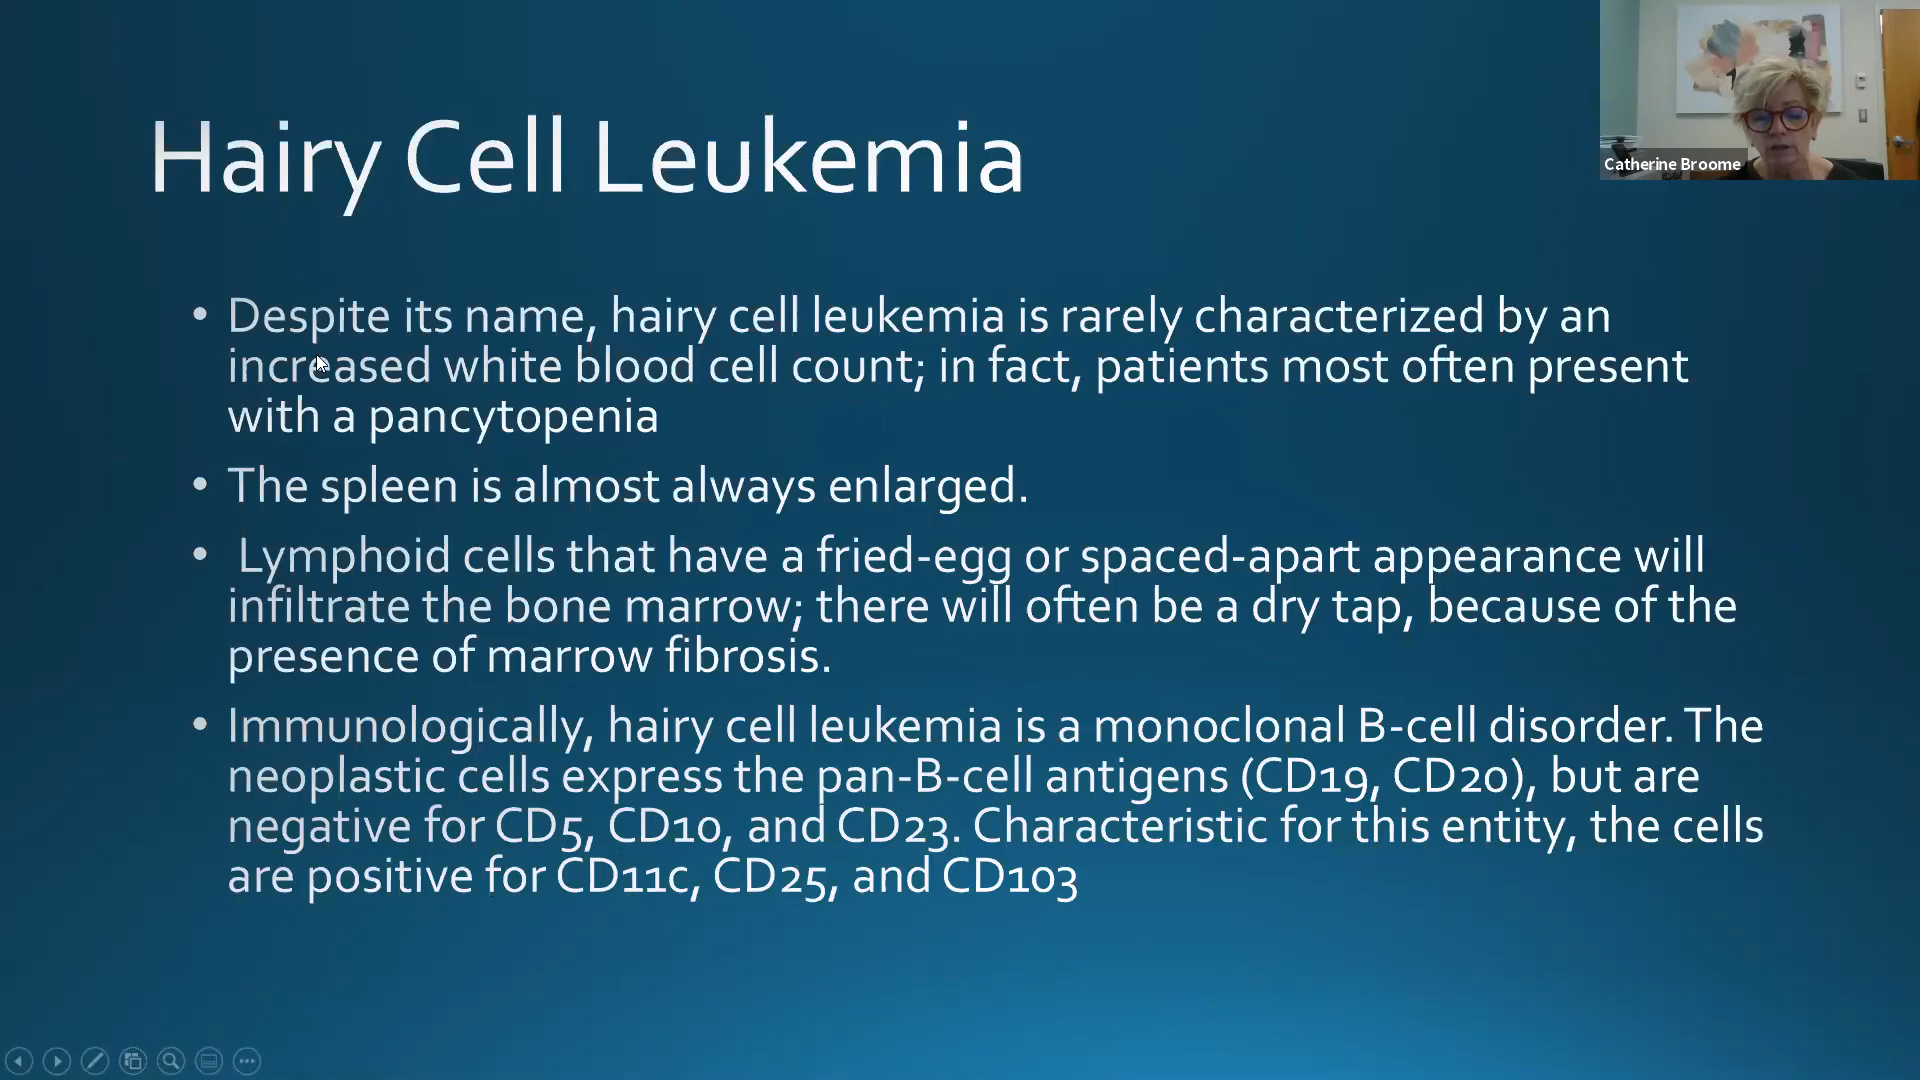 Hairy Cell Leukemia
Catherine Broome
• Despite its name, hairy cell leukemia is rarely characterized by an
increased white blood cell count; in fact, patients most often present
with a pancytopenia
• The spleen is almost always enlarged.
• Lymphoid cells that have a fried-egg or spaced-apart appearance will
infiltrate the bone marrow; there will often be a dry tap, because of the
presence of marrow fibrosis.
• Immunologically, hairy cell leukemia is a monoclonal B-cell disorder. The
neoplastic cells express the pan-B-cell antigens (CD19, CD20), but are
negative for CD5, CD10, and CD23. Characteristic for this entity, the cells
are positive for CD11c, CD25, and CD103